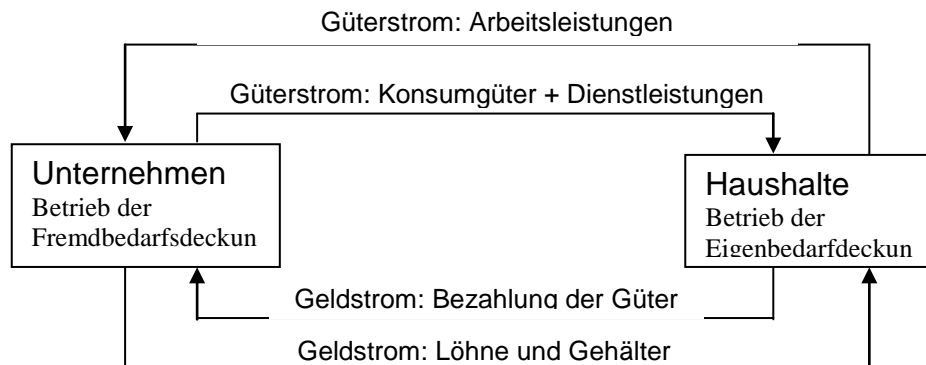 Güterstrom: Arbeitsleistungen
Güterstrom: Konsumgüter + Dienstleistungen
Unternehmen
Betrieb der
Fremdbedarfsdeckun
Haushalte
Betrieb der
Eigenbedarfdeckun
Geldstrom: Bezahlung der Güter
Geldstrom: Löhne und Gehälter